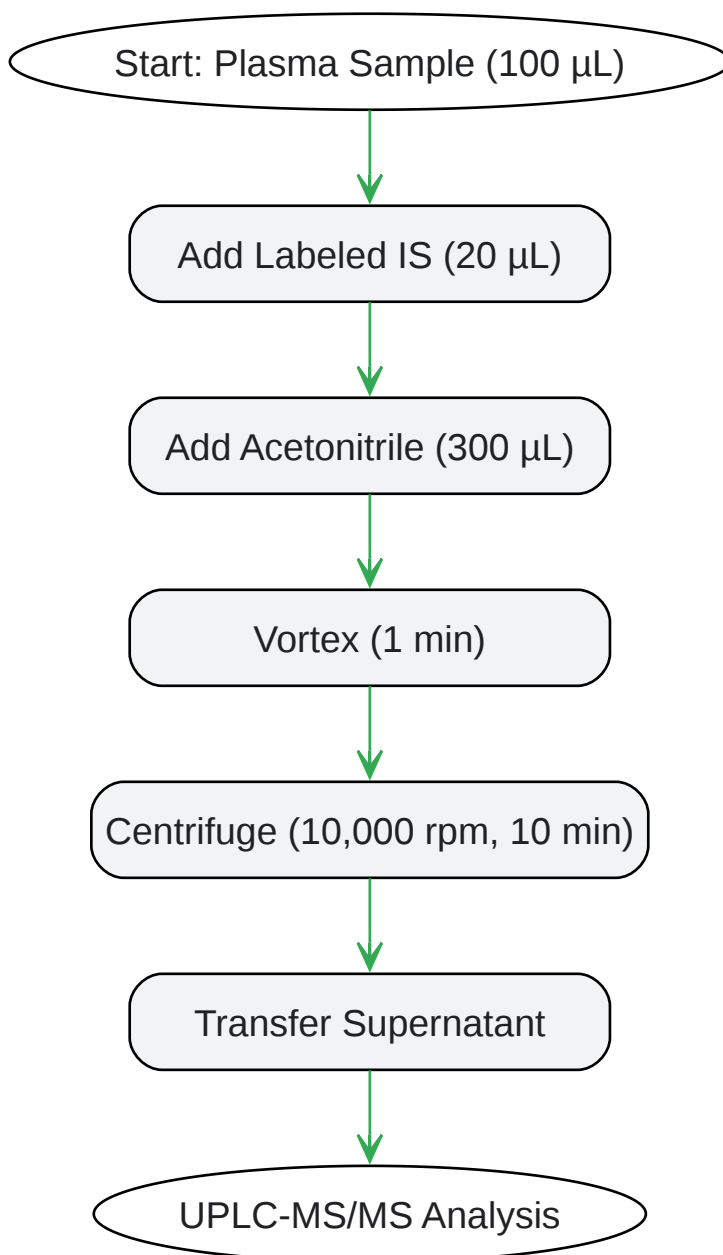 Start: Plasma Sample (100 µL)
Add Labeled IS (20 µL)
Add Acetonitrile (300 µL)
Vortex (1 min)
Centrifuge (10,000 rpm, 10 min)
Transfer Supernatant
UPLC-MS/MS Analysis